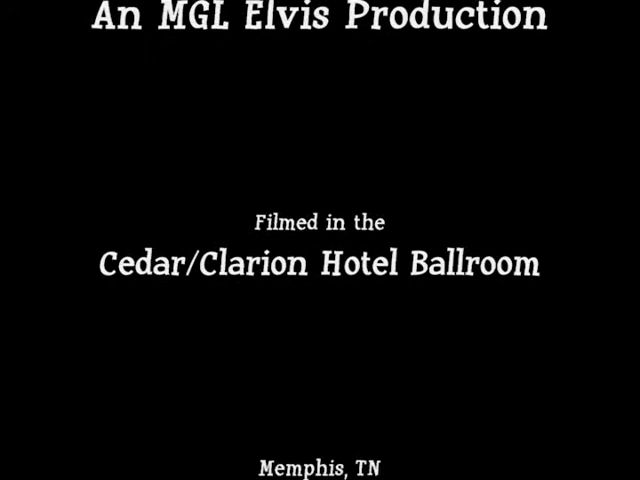 An MGL Elvis Production
Filmed in the
Cedar/Clarion Hotel Ballroom
Memphis, TN